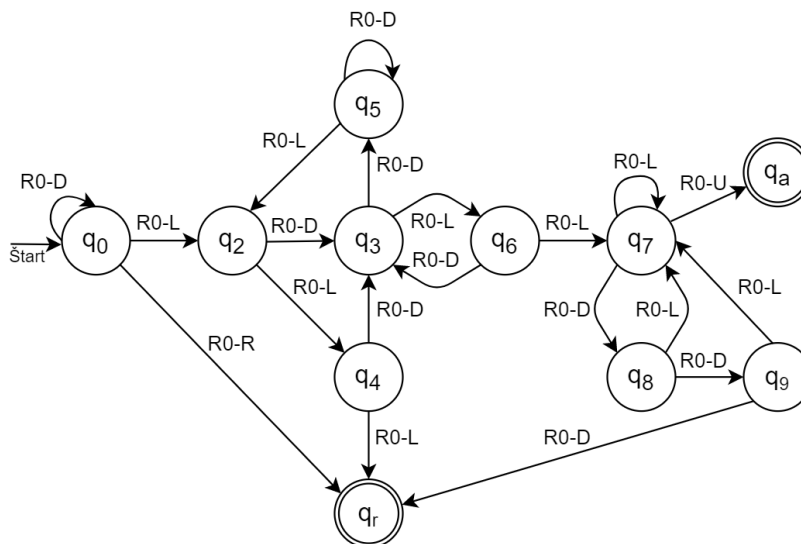 R0-D
q5
R0-L
R0-D
R0-L
R0-U
qa
R0-D
R0-L
R0-D
R0-L
R0-L
Štart
q0
q2
q3
R0-D
q6
q7
R0-L
R0-D
R0-D
R0-L
R0-L
R0-R
q4
q8
R0-D
q9
R0-L
R0-D
qr